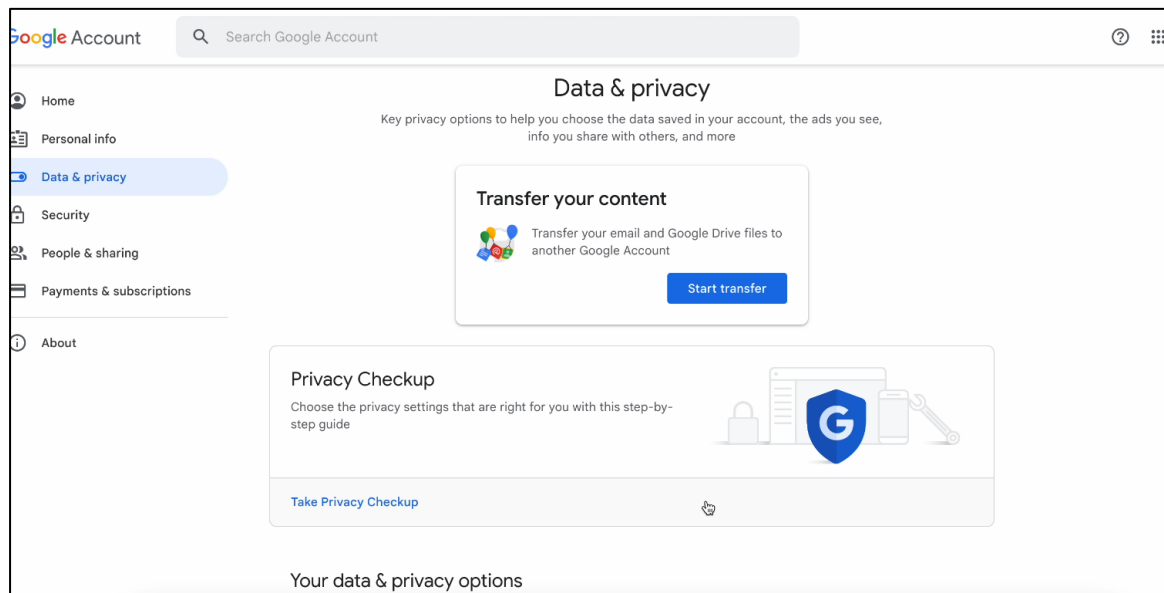 Google Account
Search Google Account
Home
Personal info
Data & privacy
Security
People & sharing
Payments & subscriptions
About
Data & privacy
Key privacy options to help you choose the data saved in your account, the ads you see,
info you share with others, and more
Transfer your content
Transfer your email and Google Drive files to
another Google Account
Start transfer
Privacy Checkup
Choose the privacy settings that are right for you with this step-by-
step guide
G
Take Privacy Checkup
Your data & privacy options